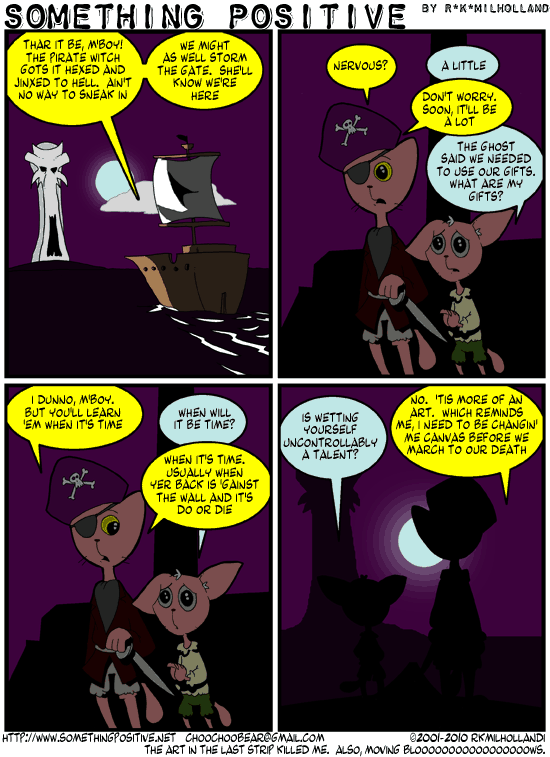 SOMETHING POSITIVE BY R*K*MILHOLLAND
THAR IT BE, M'BOY!
THE PIRATE WITCH
GOTS IT HEXED AND
JINXED TO HELL. AIN'T
NO WAY TO SNEAK IN
WE MIGHT
AS WELL STORM
THE GATE. SHE'LL
KNOW WE'RE
HERE
NERVOUS?
A LITTLE
DON'T WORRY.
SOON, IT'LL BE
A LOT
THE GHOST
SAID WE NEEDED
TO USE OUR GIFTS.
WHAT ARE MY
GIFTS?
I DUNNO, M'BOY.
BUT YOU'LL LEARN
'EM WHEN IT'S TIME
WHEN WILL
IT BE TIME?
WHEN IT'S TIME.
USUALLY WHEN
YER BACK IS 'GAINST
THE WALL AND IT'S
DO OR DIE
IS WETTING
YOURSELF
UNCONTROLLABLY
A TALENT?
NO. 'TIS MORE OF AN
ART. WHICH REMINDS
ME, I NEED TO BE CHANGIN'
ME CANVAS BEFORE WE
MARCH TO OUR DEATH
HTTP://WWW.SOMETHINGPOSITIVE.NET CHOOCHOOBEAR@GMAIL.COM ©2001-2010 RKMILHOLLAND!
THE ART IN THE LAST STRIP KILLED ME. ALSO, MOVING BLOOOOOOOOOOOOOOOOOOWS.